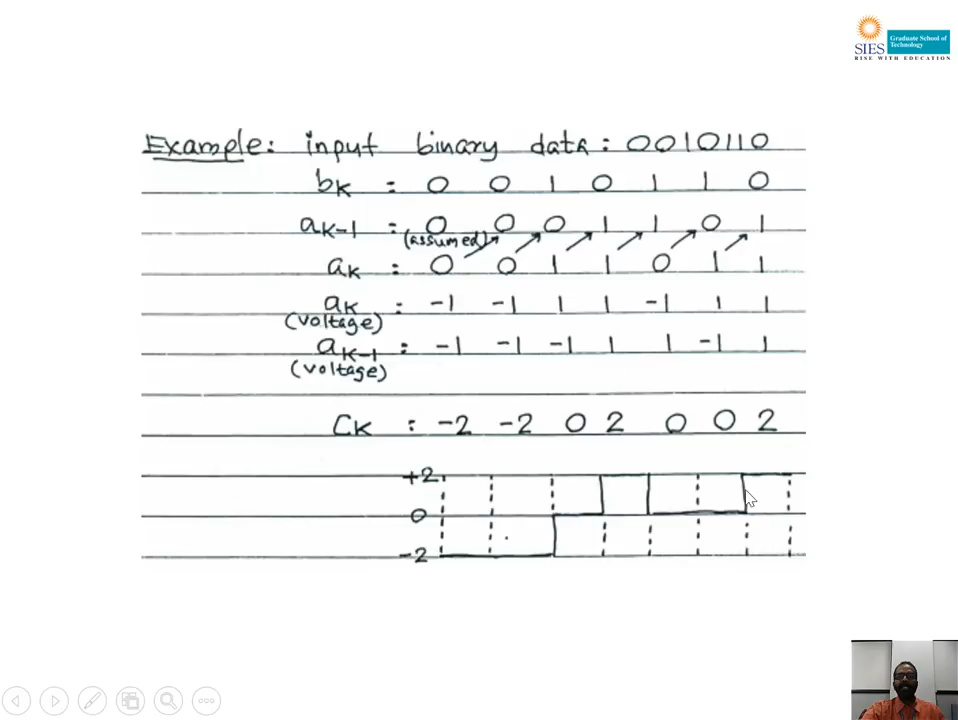 SIES Graduate School of Technology
RISE WITH EDUCATION
Example: input binary data: 0010110
bK : 0 0 1 0 1 1 0
aK-1 : 0 0 0 1 1 0 1
(assumed)
aK : 0 0 1 1 0 1 1
aK : -1 -1 1 1 -1 1 1
(voltage)
aK-1 : -1 -1 -1 1 1 -1 1
(voltage)
CK : -2 -2 0 2 0 0 2
+2
0
-2